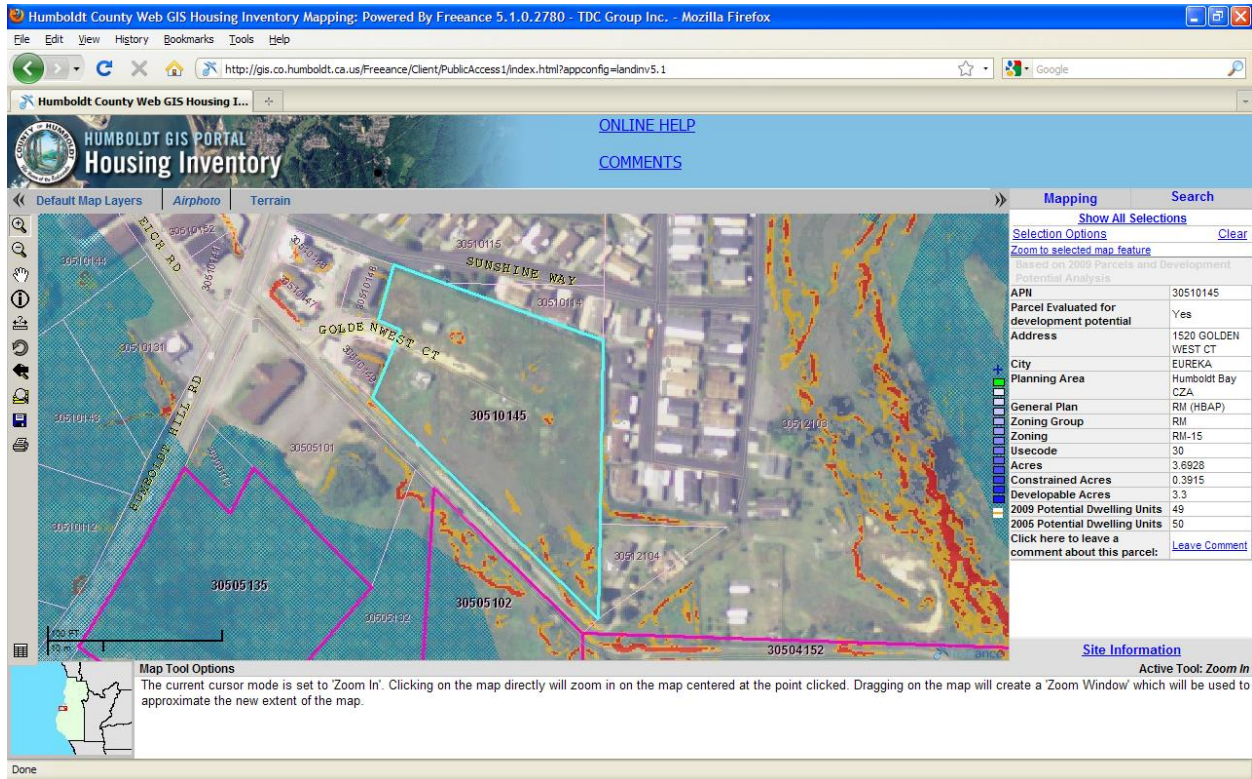 Humboldt County Web GIS Housing Inventory Mapping: Powered By Freeance 5.1.0.2780 - TDC Group Inc. - Mozilla Firefox
File Edit View History Bookmarks Tools Help
http://gis.co.humboldt.ca.us/Freeance/Client/PublicAccess1/index.html?appconfig=landinv5.1
Google
Humboldt County Web GIS Housing I...
HUMBOLDT GIS PORTAL
Housing Inventory
ONLINE HELP
COMMENTS
Default Map Layers Airphoto Terrain
Mapping Search
Show All Selections
Selection Options Clear
Zoom to selected map feature
Based on 2009 Parcels and Development
Potential Analysis
APN 30510145
Parcel Evaluated for
development potential Yes
Address 1520 GOLDEN
WEST CT
City EUREKA
Planning Area Humboldt Bay
CZA
General Plan RM (HBAP)
Zoning Group RM
Zoning RM-15
Usecode 30
Acres 3.6928
Constrained Acres 0.3915
Developable Acres 3.3
2009 Potential Dwelling Units 49
2005 Potential Dwelling Units 50
Click here to leave a
comment about this parcel: Leave Comment
30510152
EICH RD
30510144
30510115
SUNSHINE WAY
30510146
30510147
30510114
GOLDENWEST CT
30510131
30510149
30510143
30510145
30512103
HUMBOLDT HILL RD
30505101
30510112
30512104
30505135
30505102
30505132
30504152
Site Information
Map Tool Options
Active Tool: Zoom In
The current cursor mode is set to 'Zoom In'. Clicking on the map directly will zoom in on the map centered at the point clicked. Dragging on the map will create a 'Zoom Window' which will be used to
approximate the new extent of the map.
Done